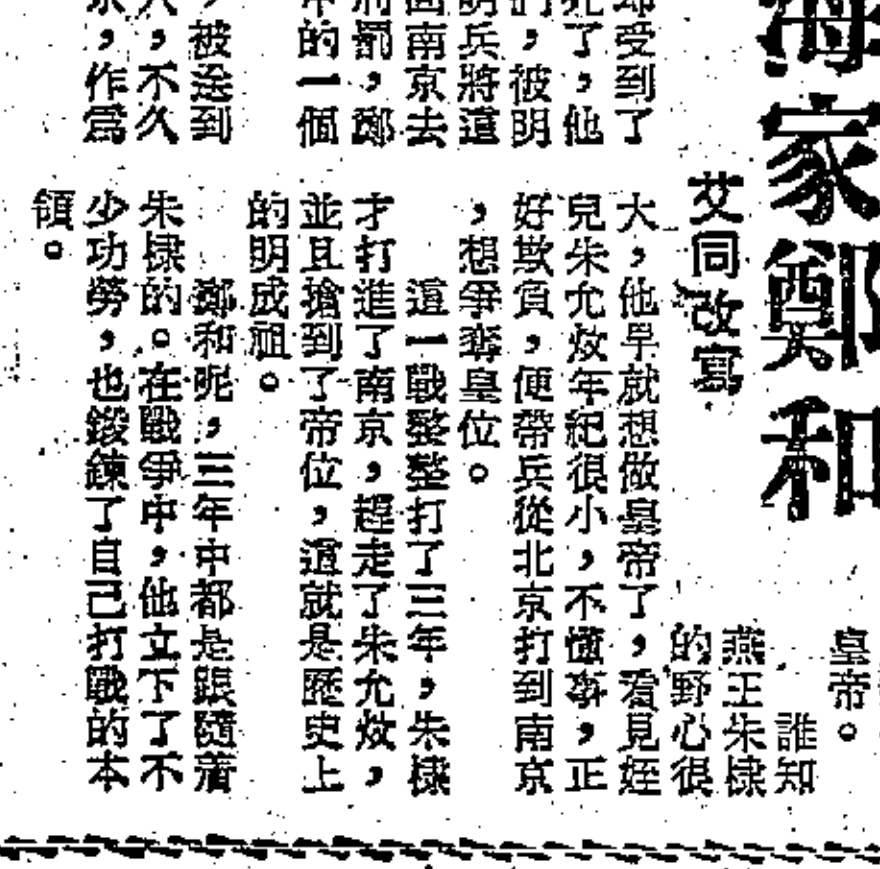 海家鄭和
艾同改寫
受到了
了,他
,被明
兵將這
南京去
罰,鄭
的一個
,被送到
,不久
,作爲
皇帝。
誰知
燕王朱棣
的野心很
大,他早就想做皇帝了,看見姪
兒朱允炆年紀很小,不懂事,正
好欺負,便帶兵從北京打到南京
,想爭奪皇位。
這一戰整整打了三年,朱棣
才打進了南京,趕走了朱允炆,
並且搶到了帝位,這就是歷史上
的明成祖。
鄭和呢,三年中都是跟隨着
朱棣的。在戰爭中,他立下了不
少功勞,也鍛鍊了自己打戰的本
領。